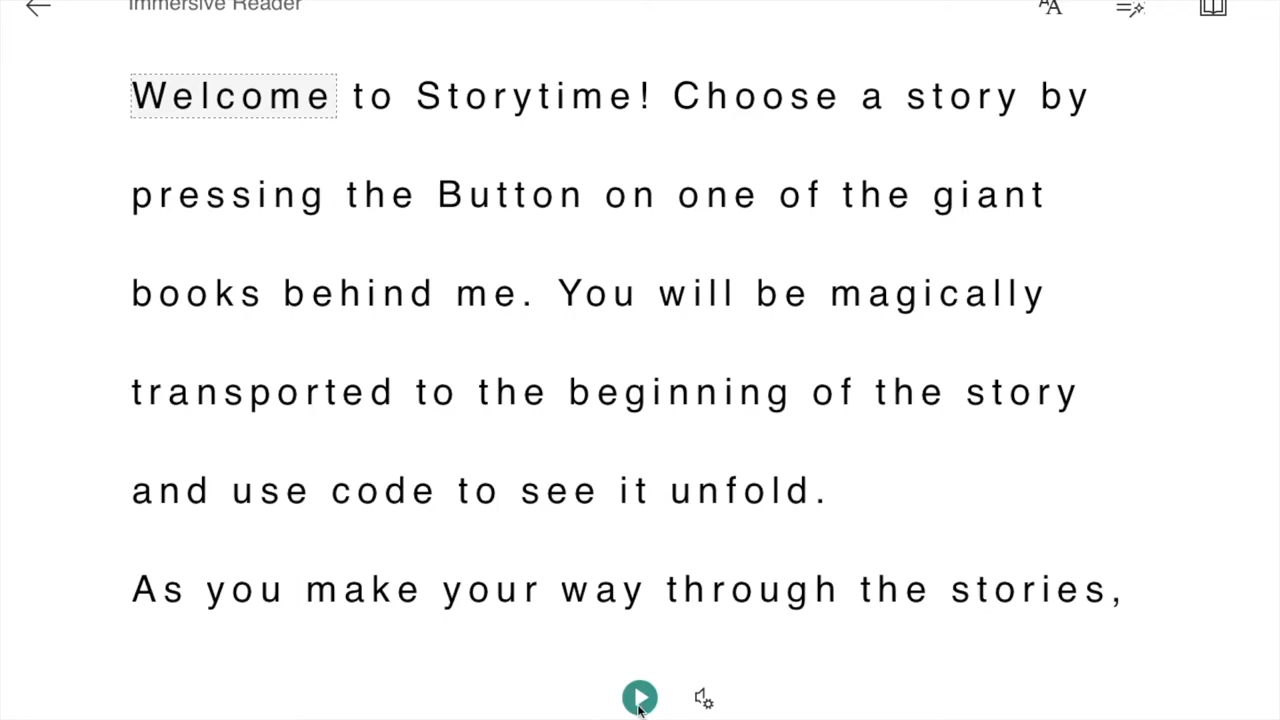 Immersive Reader
Welcome to Storytime! Choose a story by
pressing the Button on one of the giant
books behind me. You will be magically
transported to the beginning of the story
and use code to see it unfold.
As you make your way through the stories,